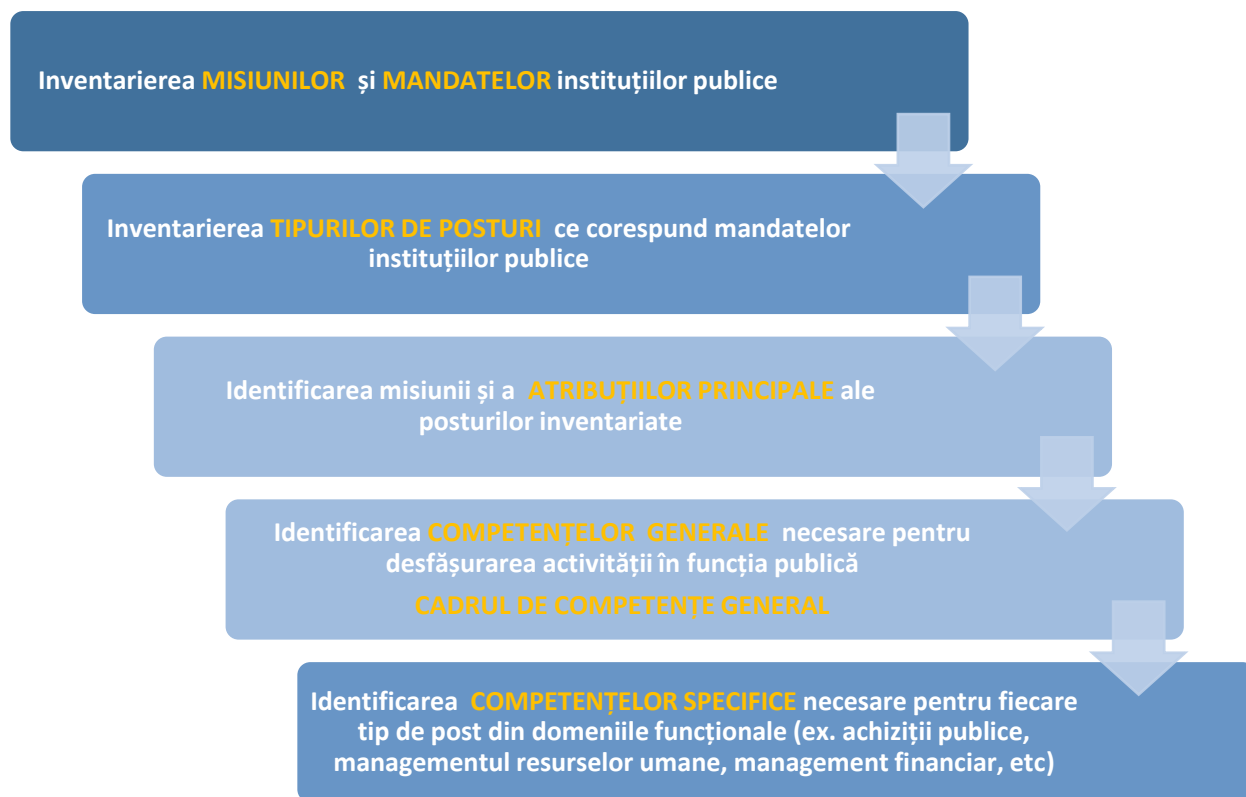 Inventarierea MISIUNILOR și MANDATELOR instituțiilor publice
Inventarierea TIPURILOR DE POSTURI ce corespund mandatelor
instituțiilor publice
Identificarea misiunii și a ATRIBUȚIILOR PRINCIPALE ale
posturilor inventariate
Identificarea COMPETENȚELOR GENERALE necesare pentru
desfășurarea activității în funcția publică
CADRUL DE COMPETENȚE GENERAL
Identificarea COMPETENȚELOR SPECIFICE necesare pentru fiecare
tip de post din domeniile funcționale (ex. achiziții publice,
managementul resurselor umane, management financiar, etc)